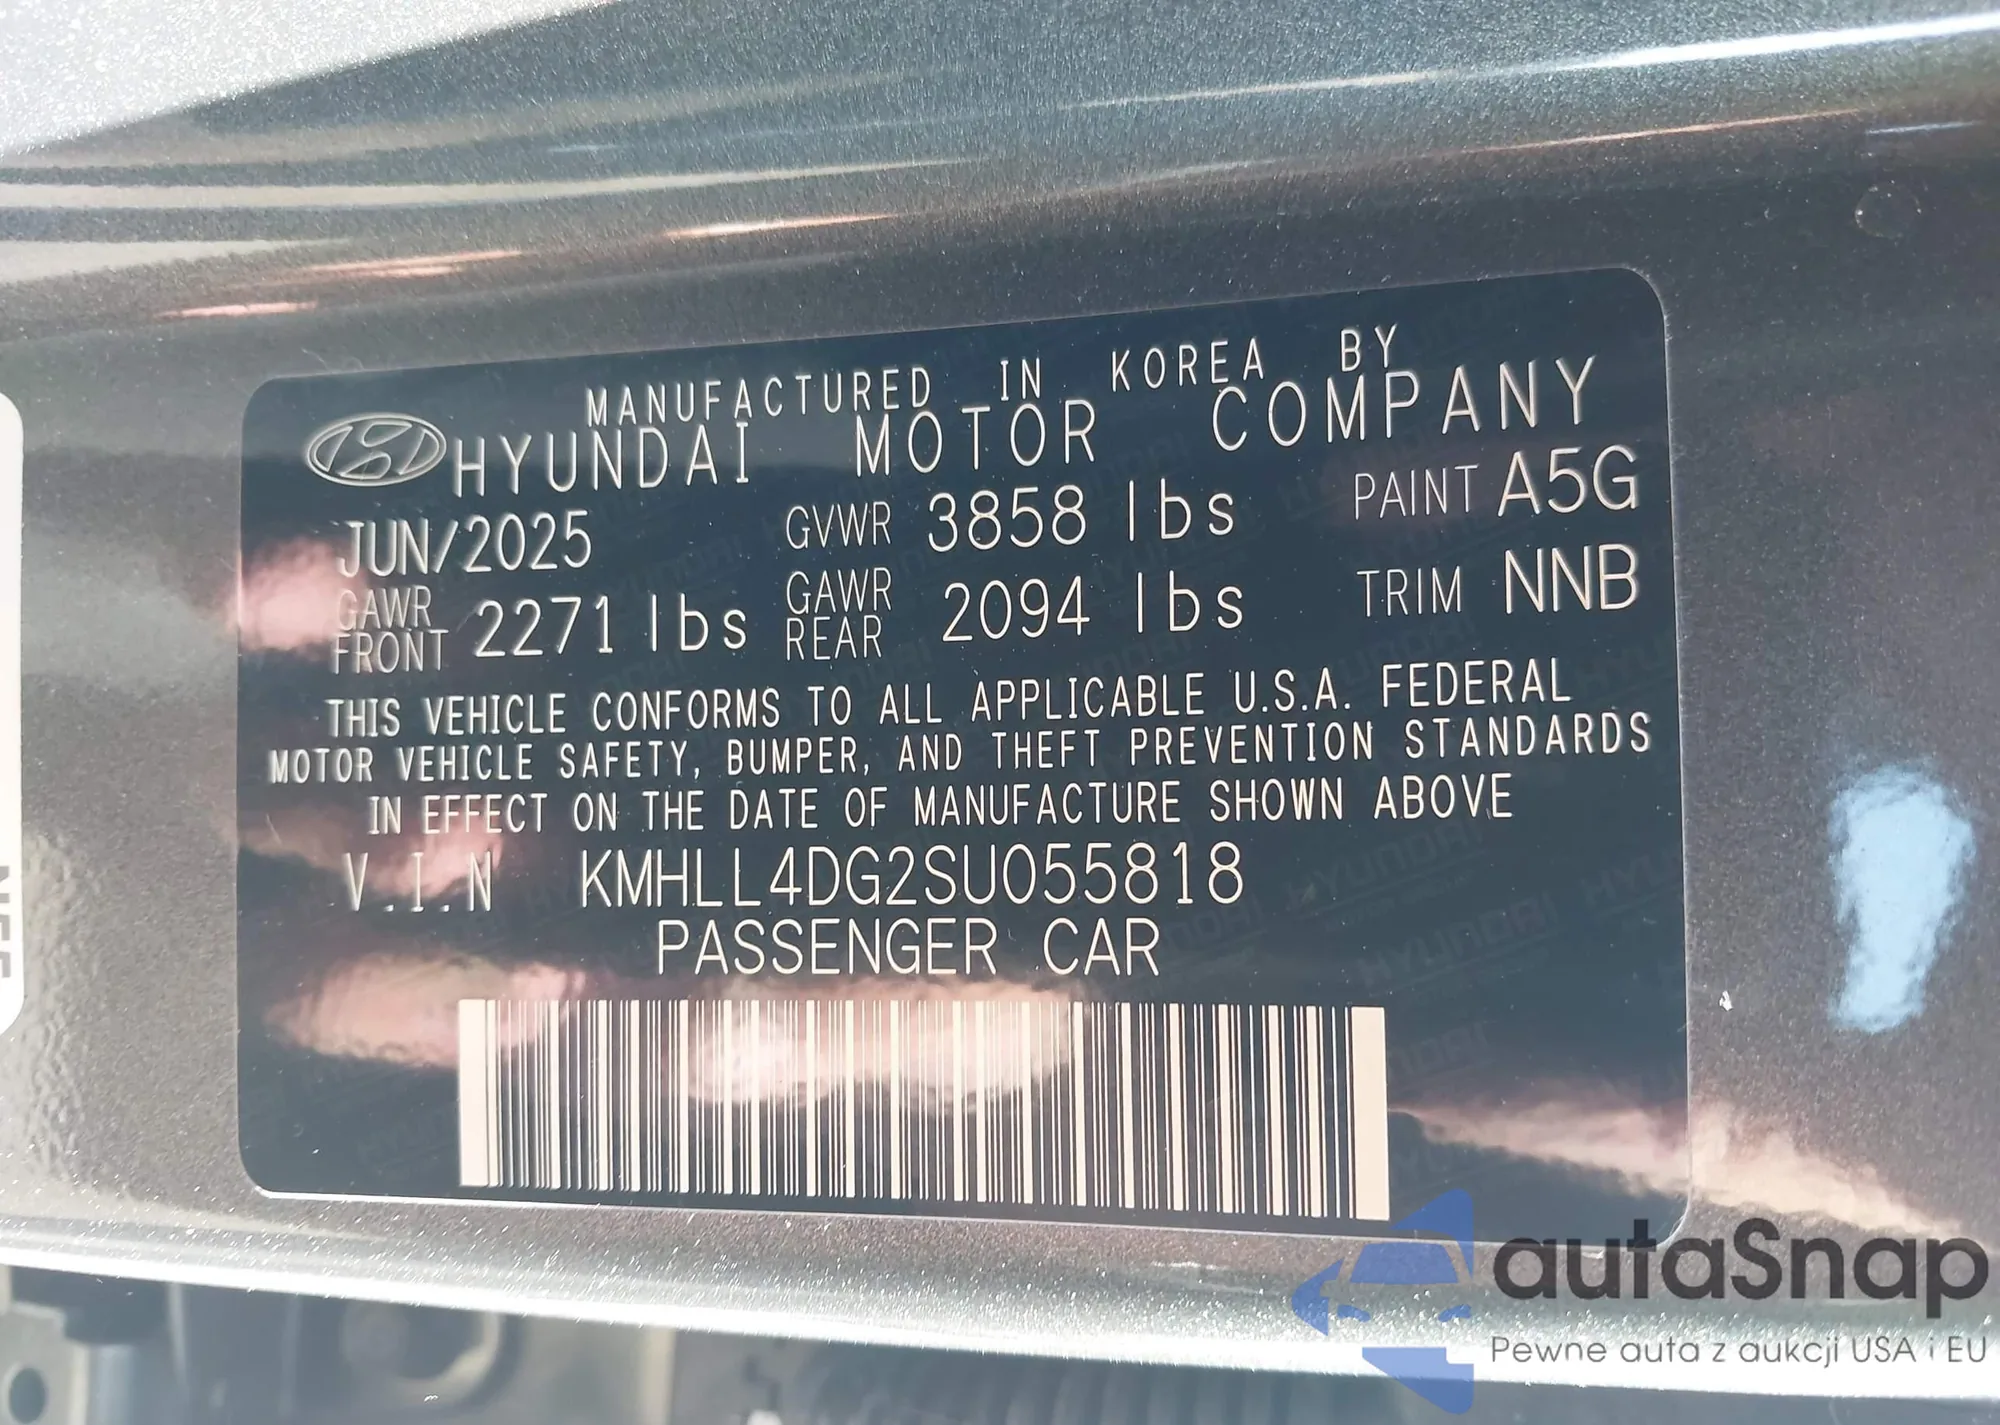 MANUFACTURED IN KOREA BY
HYUNDAI MOTOR COMPANY
JUN/2025 GVWR 3858 lbs PAINT A5G
GAWR FRONT 2271 lbs GAWR REAR 2094 lbs TRIM NNB
THIS VEHICLE CONFORMS TO ALL APPLICABLE U.S.A. FEDERAL
MOTOR VEHICLE SAFETY, BUMPER, AND THEFT PREVENTION STANDARDS
IN EFFECT ON THE DATE OF MANUFACTURE SHOWN ABOVE
V.I.N KMHLL4DG2SU055818
PASSENGER CAR
autaSnap
Pewne auta z aukcji USA i EU